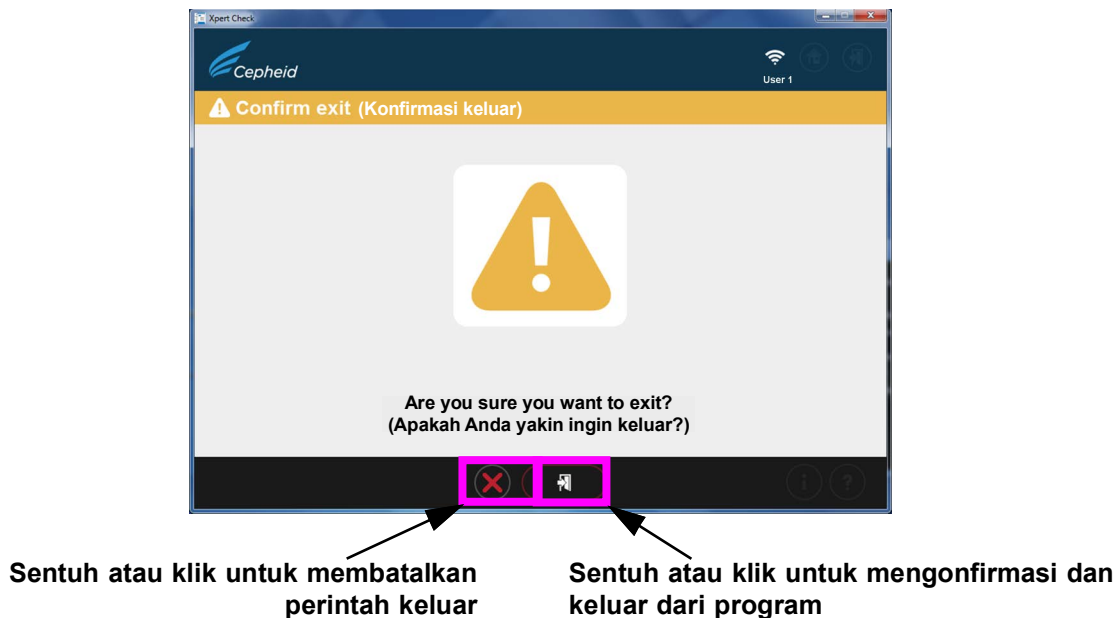 Xpert Check
Cepheid
User 1
Confirm exit (Konfirmasi keluar)
Are you sure you want to exit?
(Apakah Anda yakin ingin keluar?)
Sentuh atau klik untuk membatalkan
perintah keluar
Sentuh atau klik untuk mengonfirmasi dan
keluar dari program